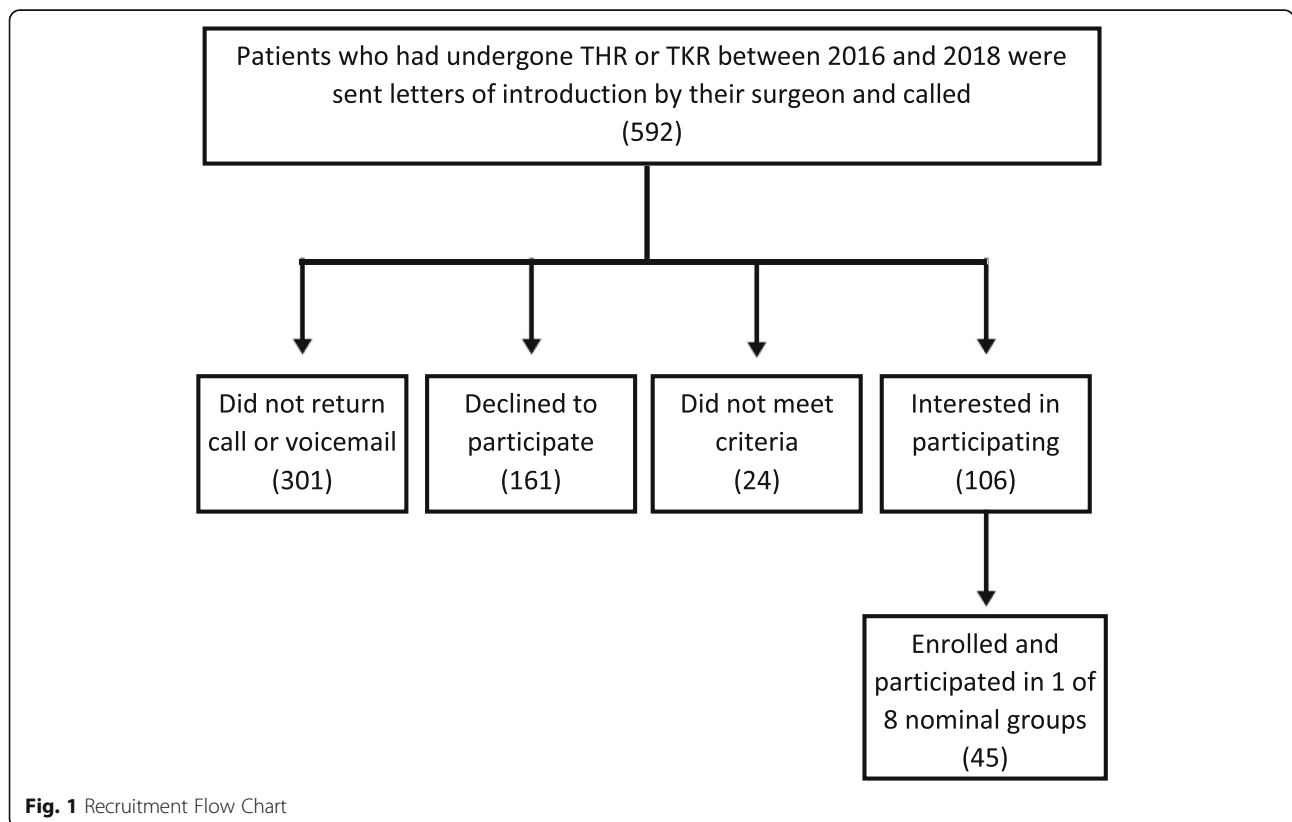 Patients who had undergone THR or TKR between 2016 and 2018 were
sent letters of introduction by their surgeon and called
(592)
Did not return
call or voicemail
(301)
Declined to
participate
(161)
Did not meet
criteria
(24)
Interested in
participating
(106)
Enrolled and
participated in 1 of
8 nominal groups
(45)
Fig. 1 Recruitment Flow Chart